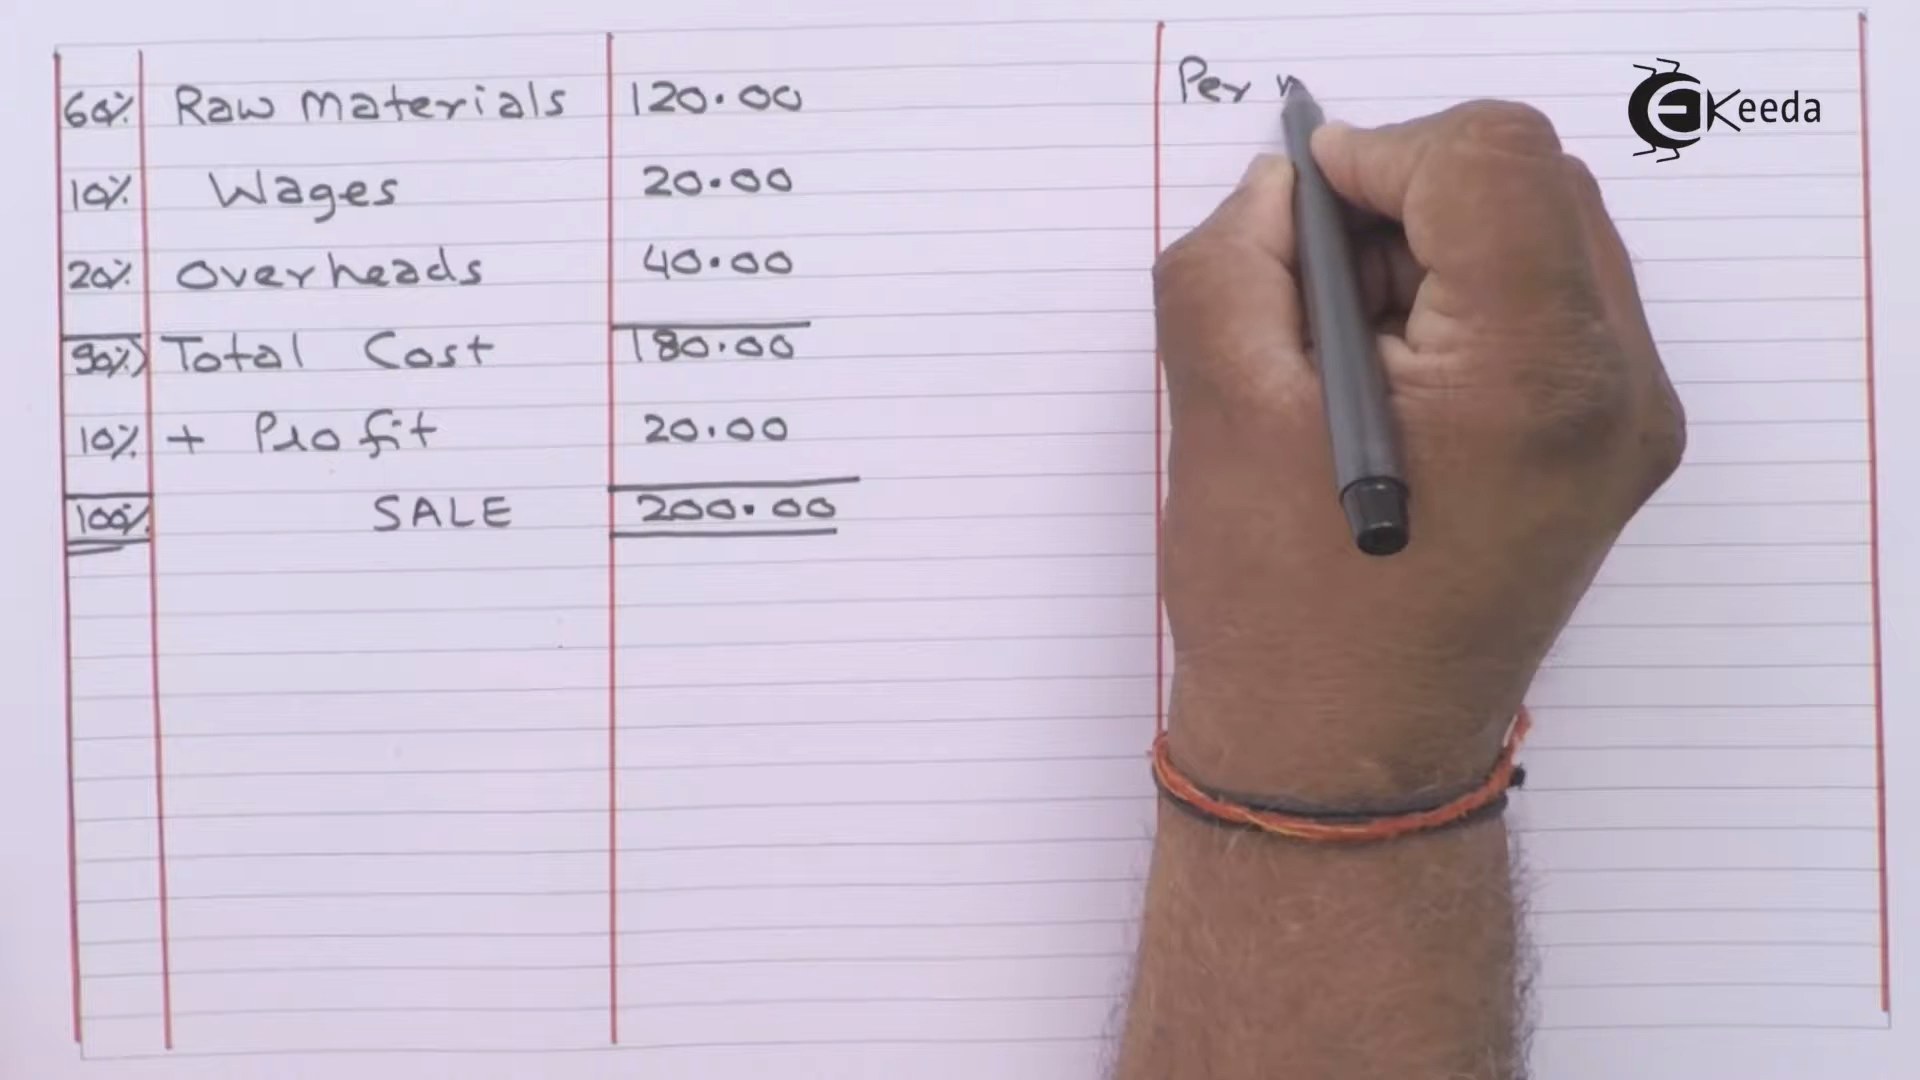 60% Raw materials 120.00
10% Wages 20.00
20% Overheads 40.00
90% Total Cost 180.00
10% + Profit 20.00
100% SALE 200.00
Per
EKeeda